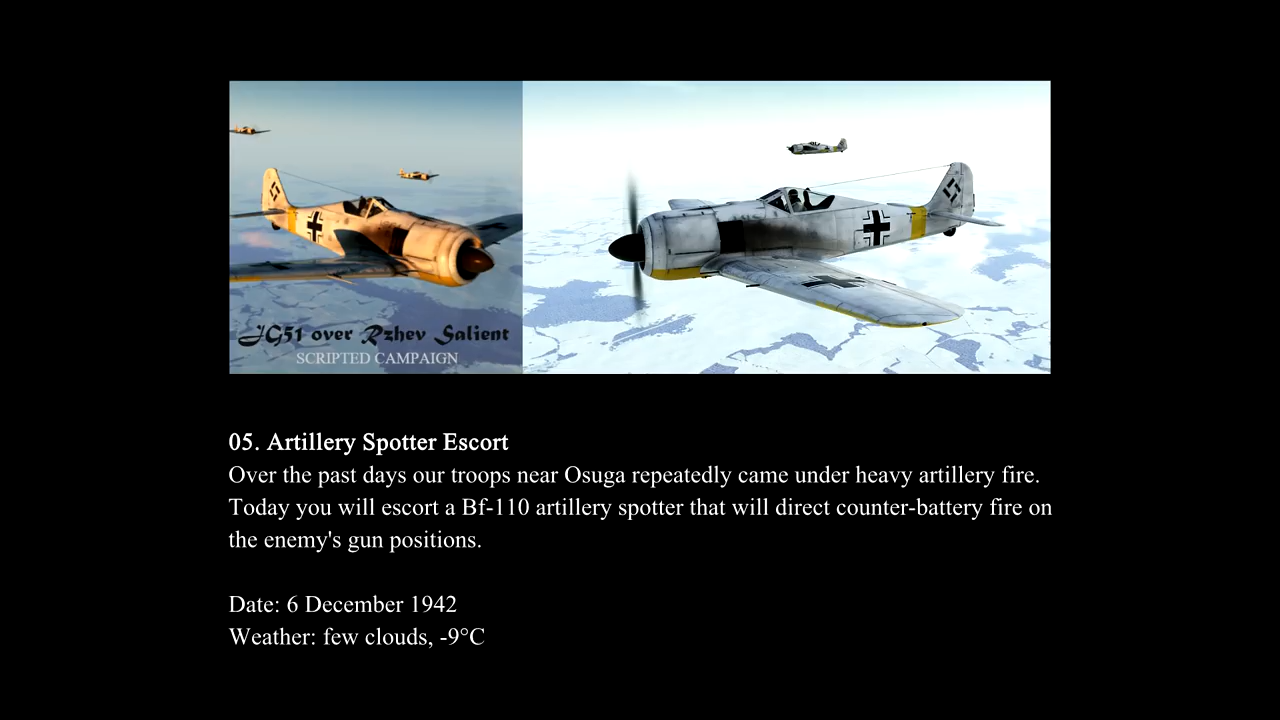 JG51 over Rzhev Salient
SCRIPTED CAMPAIGN
05. Artillery Spotter Escort
Over the past days our troops near Osuga repeatedly came under heavy artillery fire.
Today you will escort a Bf-110 artillery spotter that will direct counter-battery fire on
the enemy's gun positions.
Date: 6 December 1942
Weather: few clouds, -9°C